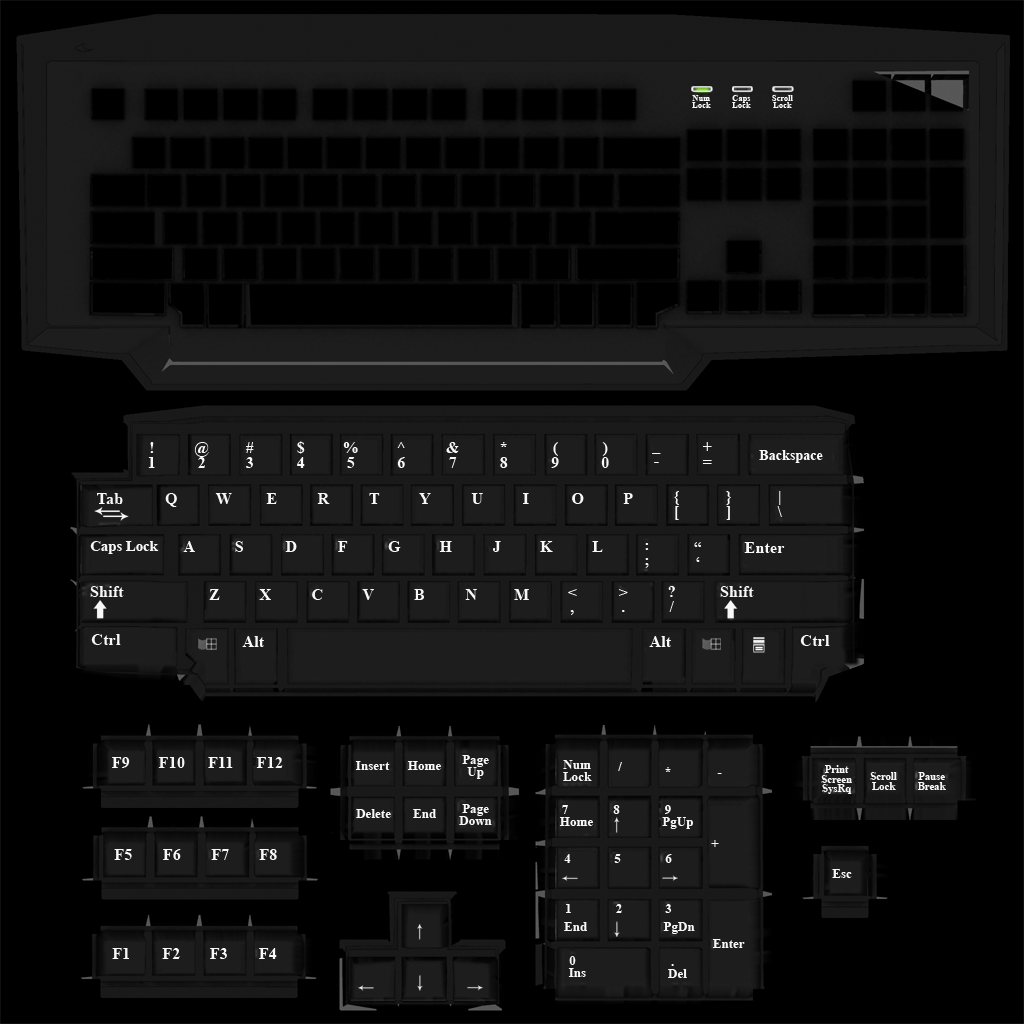 Num Lock
Caps Lock
Scroll Lock
! @ # $ % ^ & * ( ) _ +
1 2 3 4 5 6 7 8 9 0 - = Backspace
Tab Q W E R T Y U I O P { } |
[ ] \
Caps Lock A S D F G H J K L : “ Enter
; ‘
Shift Z X C V B N M < > ? Shift
, . /
Ctrl Alt Alt Ctrl
F9 F10 F11 F12
F5 F6 F7 F8
F1 F2 F3 F4
Insert Home Page Up
Delete End Page Down
↑
← ↓ →
Num Lock / * -
7 8 9
Home ↑ PgUp
+
4 5 6
← →
1 2 3
End ↓ PgDn
Enter
0 .
Ins Del
Print Screen SysRq
Scroll Lock
Pause Break
Esc